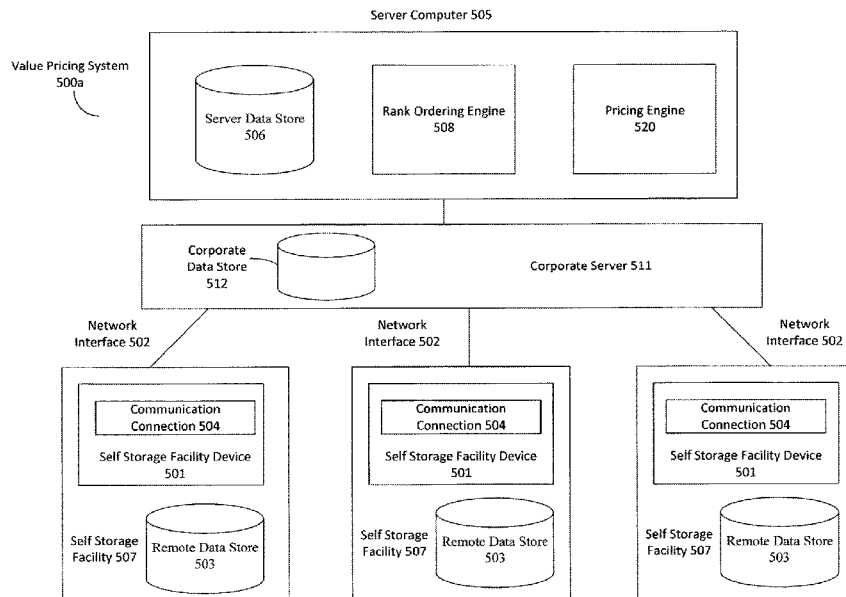 Server Computer 505
Value Pricing System
500a
Server Data Store
506
Rank Ordering Engine
508
Pricing Engine
520
Corporate
Data Store
512
Corporate Server 511
Network
Interface 502
Network
Interface 502
Network
Interface 502
Communication
Connection 504
Self Storage Facility Device
501
Self Storage
Facility 507
Remote Data Store
503
Communication
Connection 504
Self Storage Facility Device
501
Self Storage
Facility 507
Remote Data Store
503
Communication
Connection 504
Self Storage Facility Device
501
Self Storage
Facility 507
Remote Data Store
503